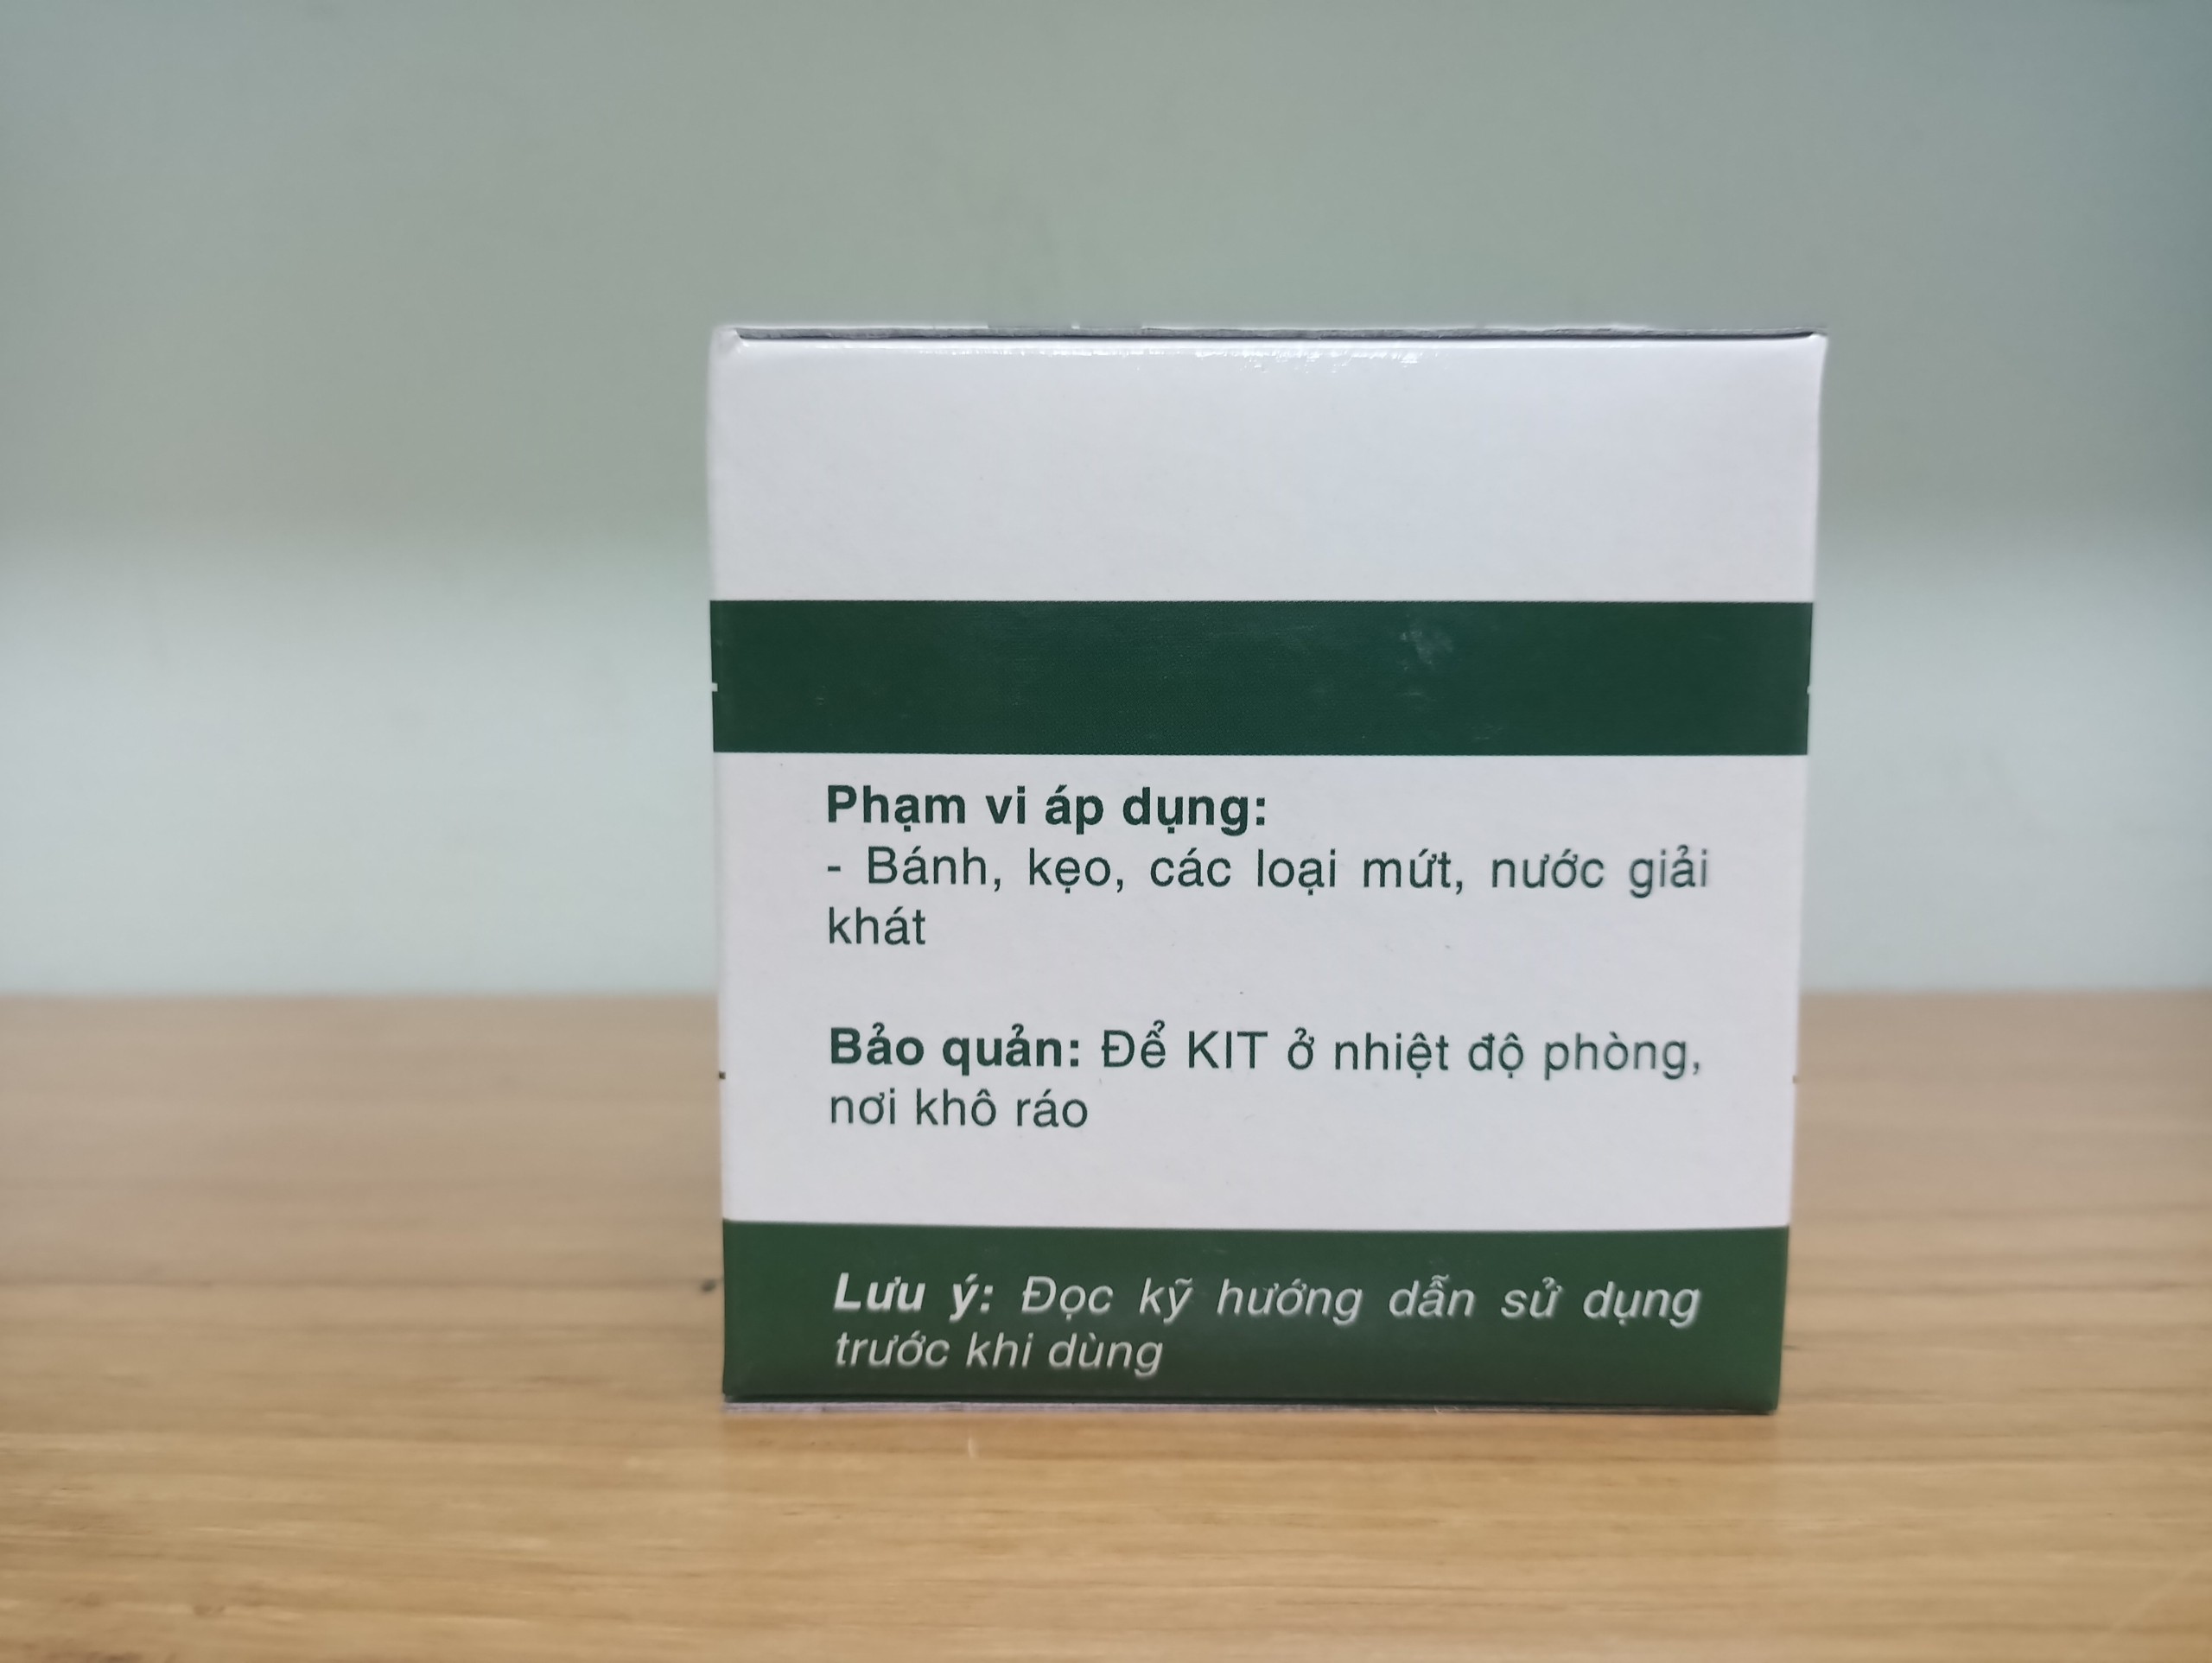 Phạm vi áp dụng:
- Bánh, kẹo, các loại mứt, nước giải
khát
Bảo quản: Để KIT ở nhiệt độ phòng,
nơi khô ráo
Lưu ý: Đọc kỹ hướng dẫn sử dụng
trước khi dùng